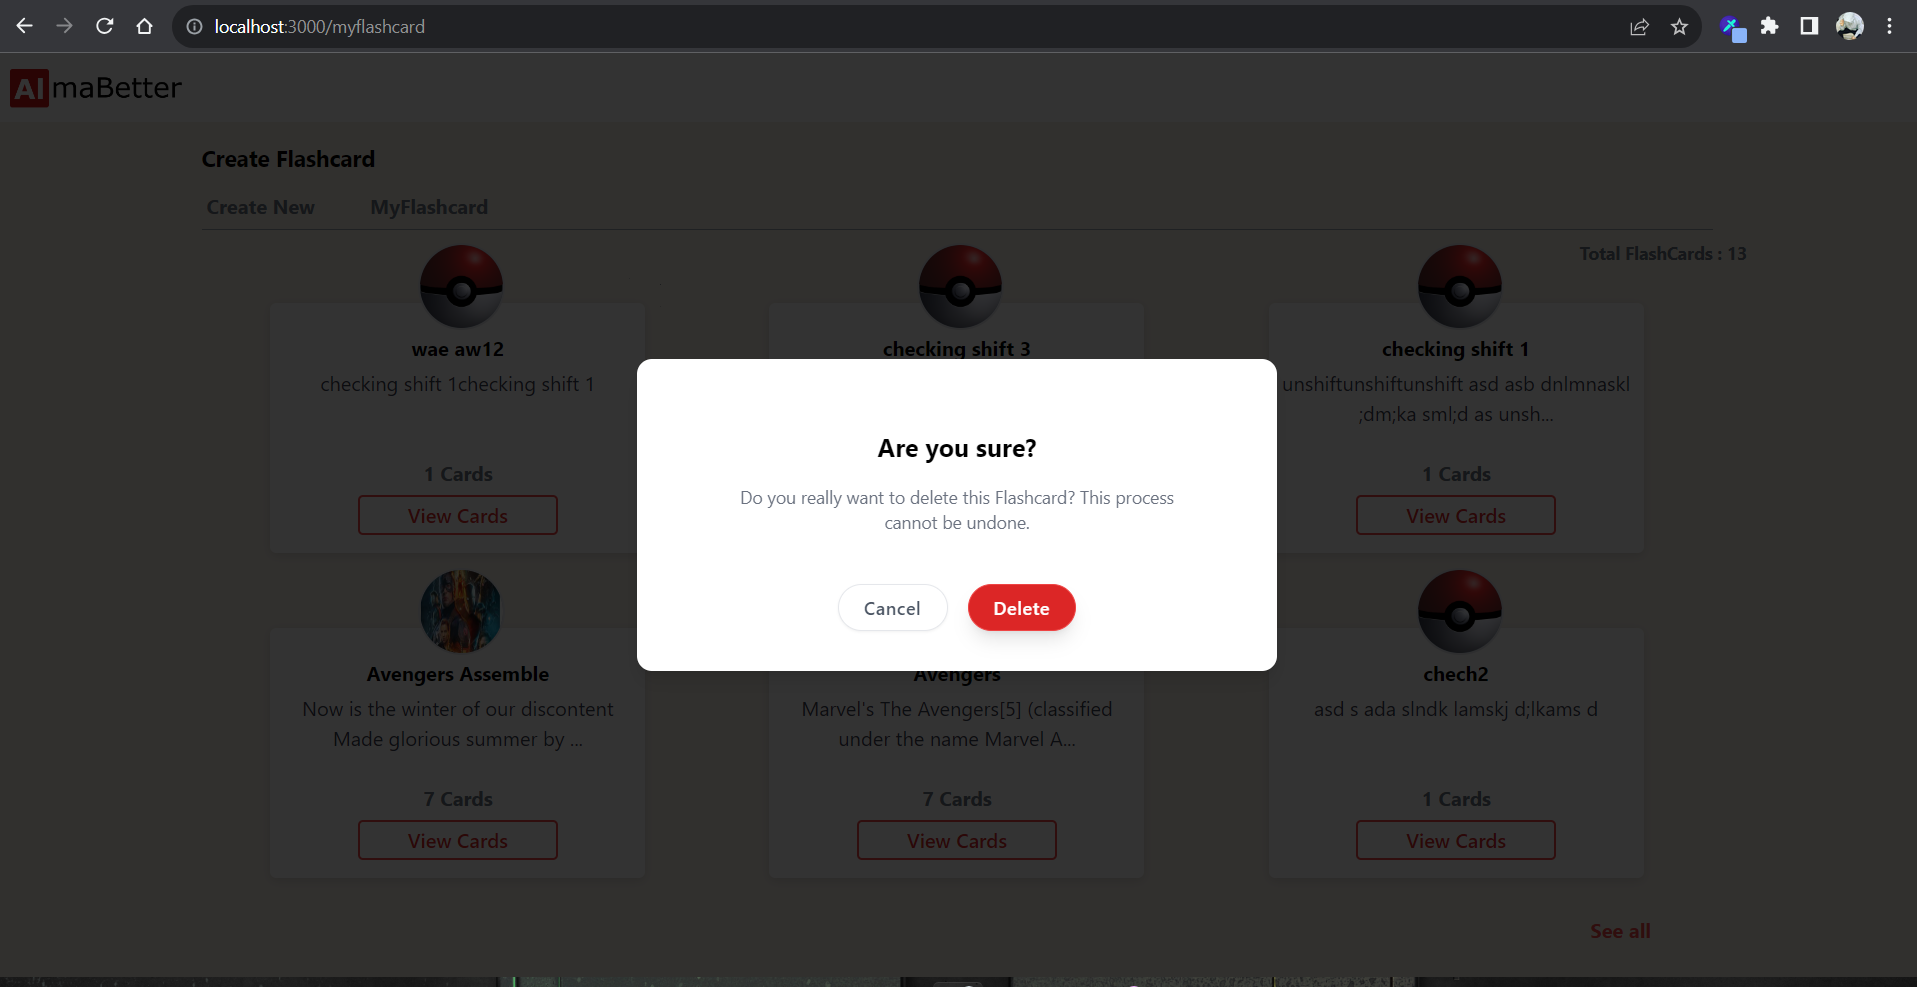 localhost:3000/myflashcard
AlmaBetter
Create Flashcard
Create New MyFlashcard
Total FlashCards : 13
wae aw12
checking shift 1checking shift 1
1 Cards
View Cards
checking shift 3
checking shift 1
unshiftunshiftunshift asd asb dnlmnaskl
;dm;ka sml;d as unsh...
1 Cards
View Cards
Are you sure?
Do you really want to delete this Flashcard? This process
cannot be undone.
Cancel Delete
Avengers Assemble
Now is the winter of our discontent
Made glorious summer by ...
7 Cards
View Cards
Avengers
Marvel's The Avengers[5] (classified
under the name Marvel A...
7 Cards
View Cards
chech2
asd s ada slndk lamskj d;lkams d
1 Cards
View Cards
See all